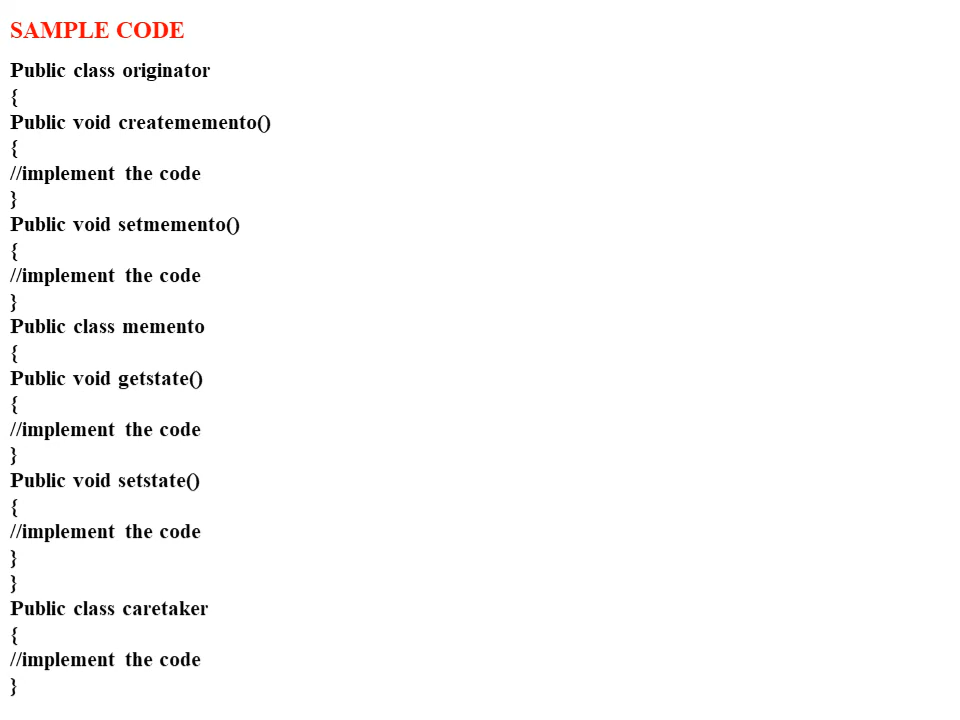 SAMPLE CODE
Public class originator
{
Public void creatememento()
{
//implement the code
}
Public void setmemento()
{
//implement the code
}
Public class memento
{
Public void getstate()
{
//implement the code
}
Public void setstate()
{
//implement the code
}
}
Public class caretaker
{
//implement the code
}